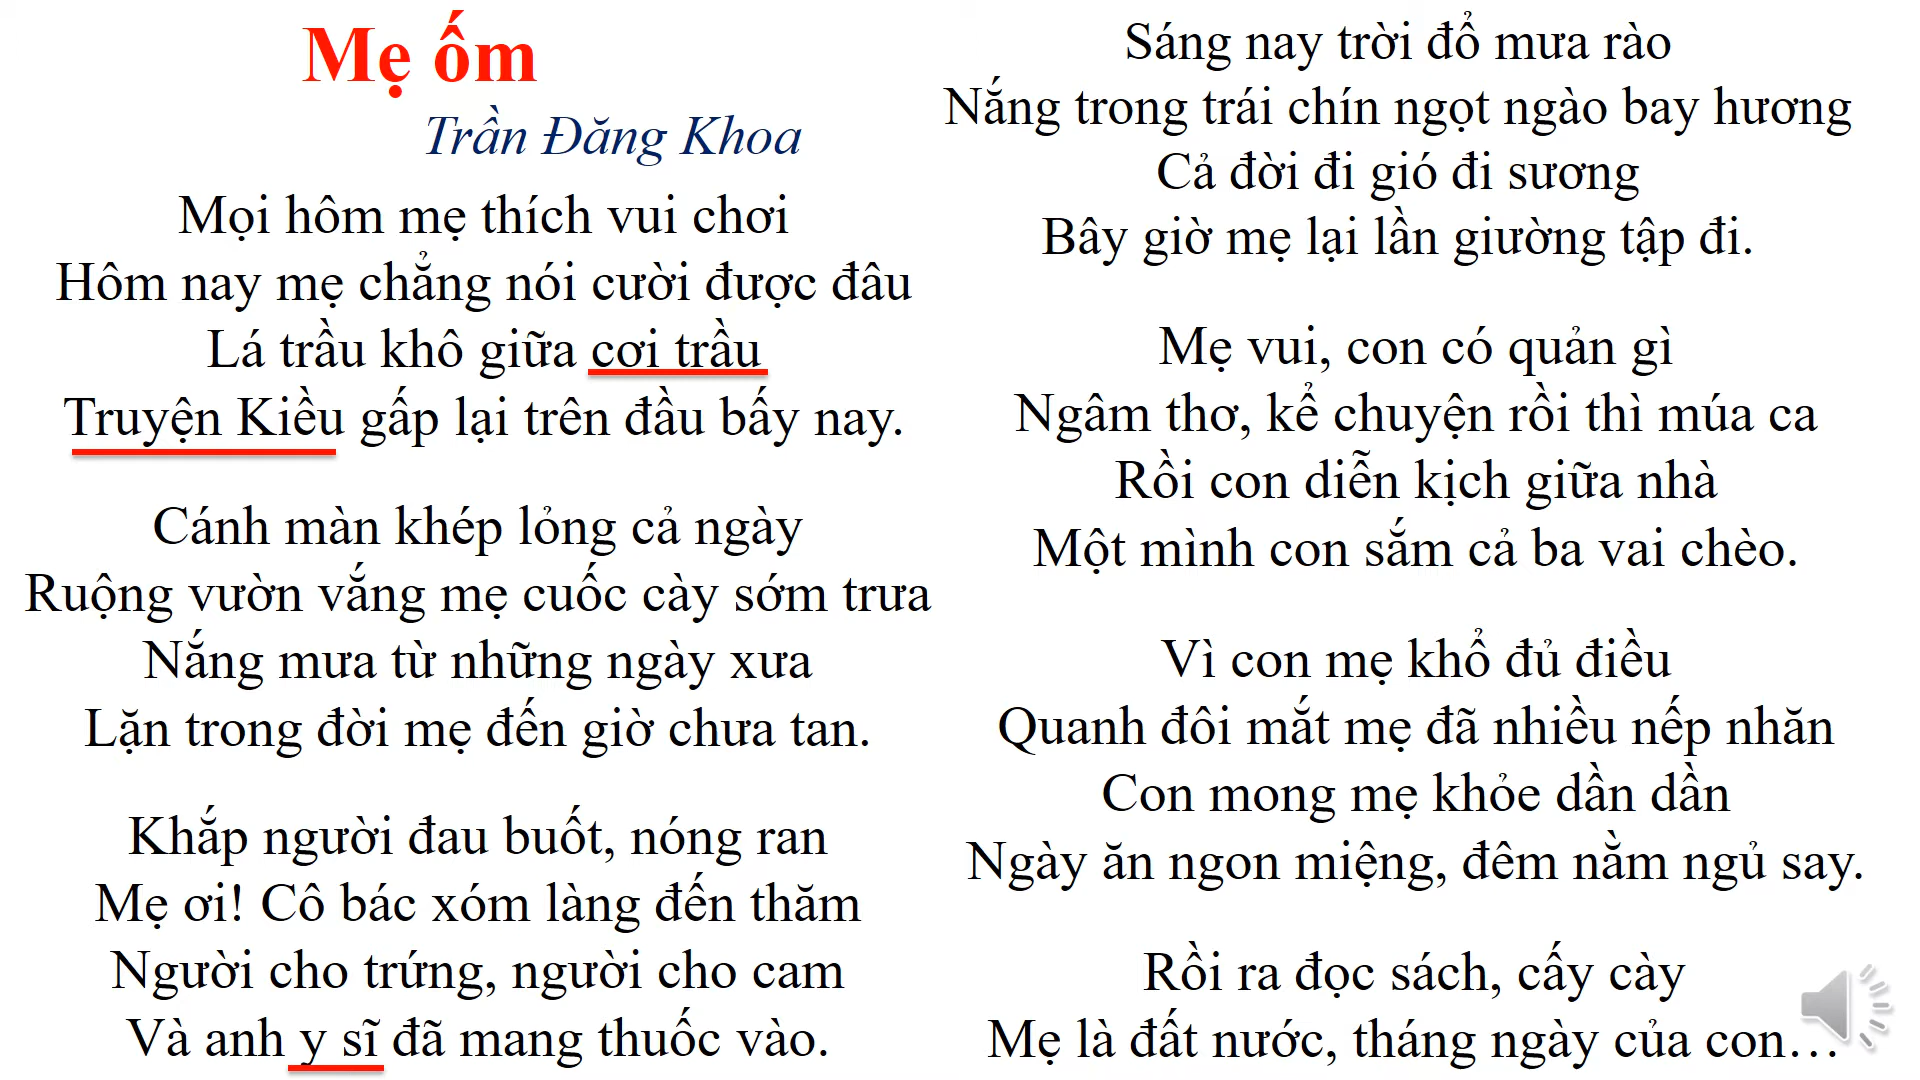 Mẹ ốm
Trần Đăng Khoa
Mọi hôm mẹ thích vui chơi
Hôm nay mẹ chẳng nói cười được đâu
Lá trầu khô giữa cơi trầu
Truyện Kiều gấp lại trên đầu bấy nay.
Cánh màn khép lỏng cả ngày
Ruộng vườn vắng mẹ cuốc cày sớm trưa
Nắng mưa từ những ngày xưa
Lặn trong đời mẹ đến giờ chưa tan.
Khắp người đau buốt, nóng ran
Mẹ ơi! Cô bác xóm làng đến thăm
Người cho trứng, người cho cam
Và anh y sĩ đã mang thuốc vào.
Sáng nay trời đổ mưa rào
Nắng trong trái chín ngọt ngào bay hương
Cả đời đi gió đi sương
Bây giờ mẹ lại lần giường tập đi.
Mẹ vui, con có quản gì
Ngâm thơ, kể chuyện rồi thì múa ca
Rồi con diễn kịch giữa nhà
Một mình con sắm cả ba vai chèo.
Vì con mẹ khổ đủ điều
Quanh đôi mắt mẹ đã nhiều nếp nhăn
Con mong mẹ khỏe dần dần
Ngày ăn ngon miệng, đêm nằm ngủ say.
Rồi ra đọc sách, cấy cày
Mẹ là đất nước, tháng ngày của con…